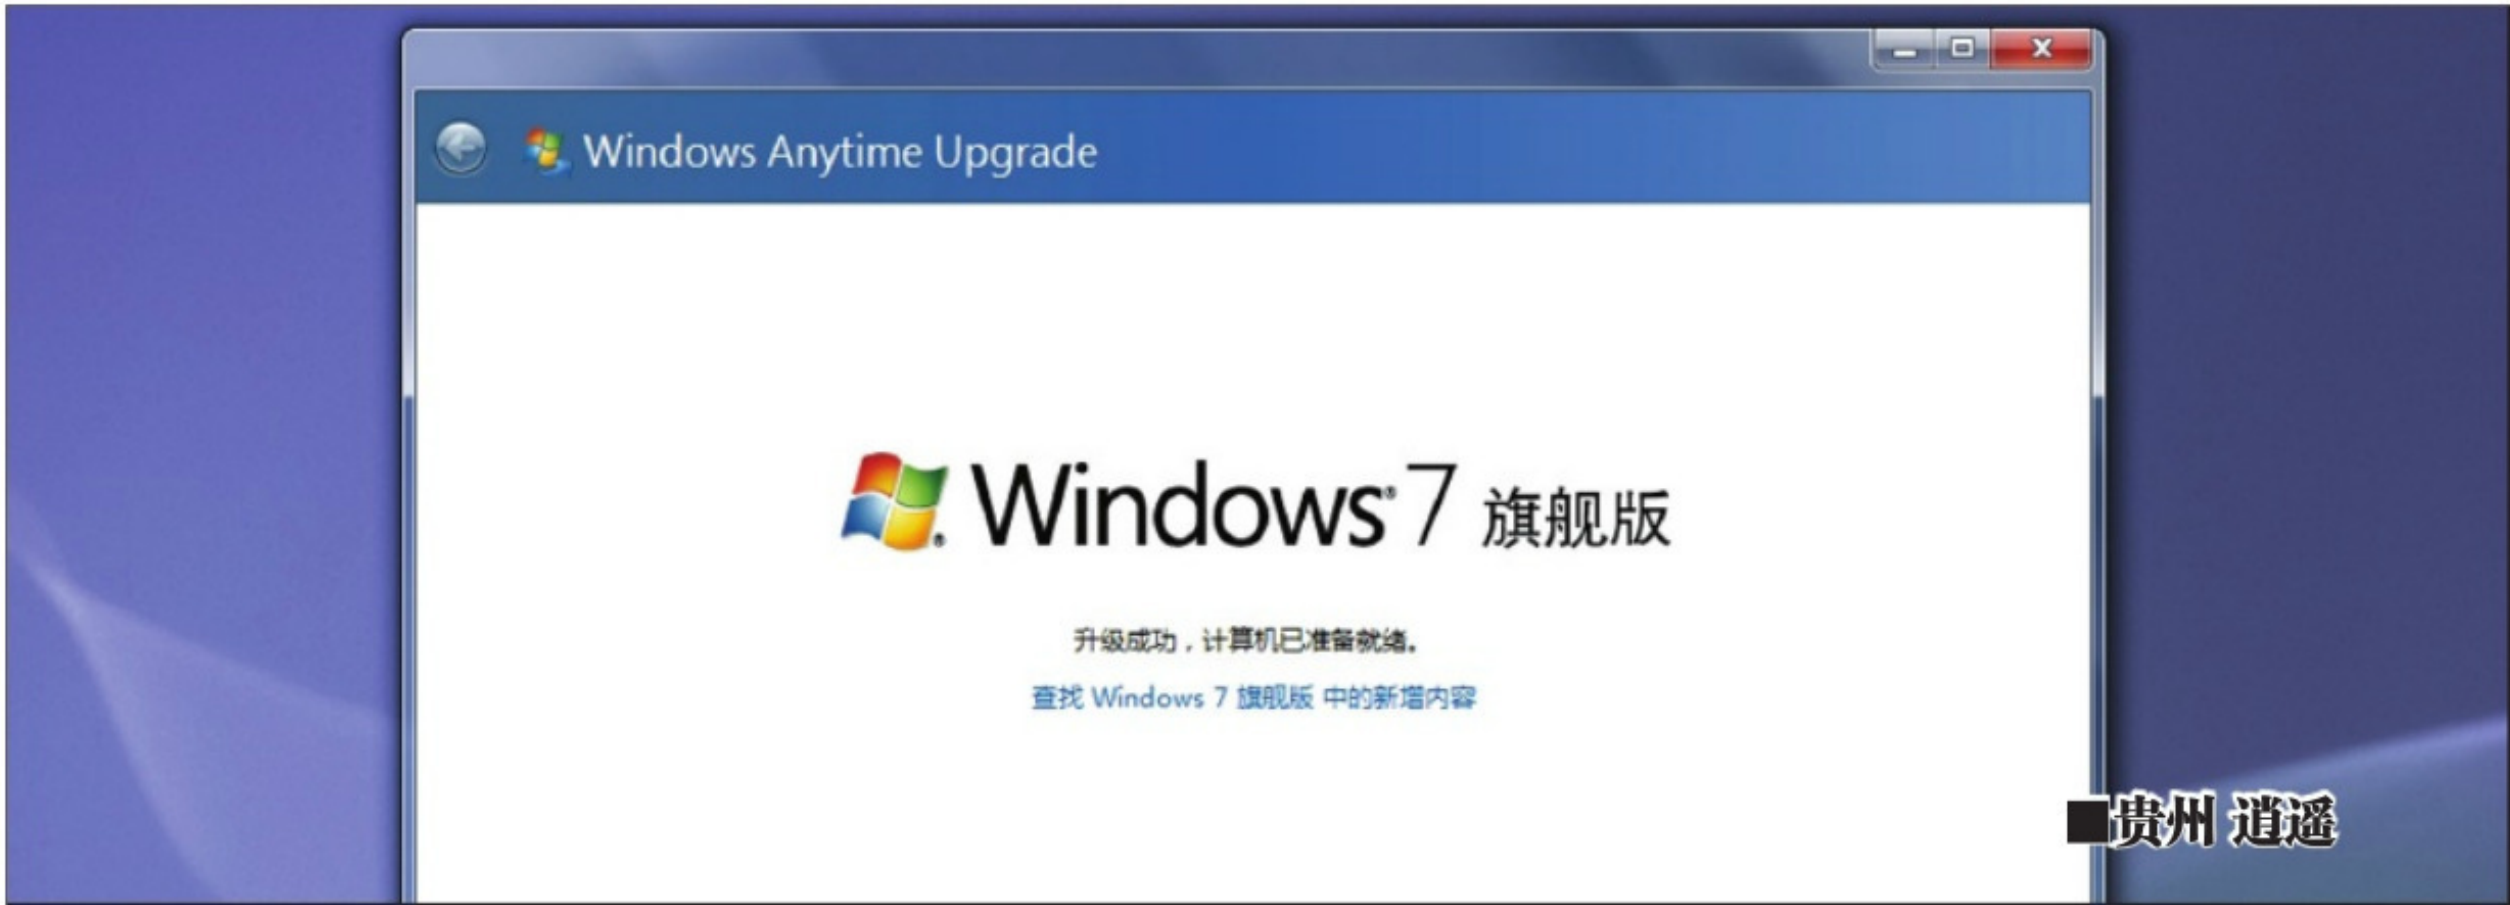 Windows Anytime Upgrade
Windows® 7 旗舰版
升级成功，计算机已准备就绪。
查找 Windows 7 旗舰版 中的新增内容
■贵州 逍遥